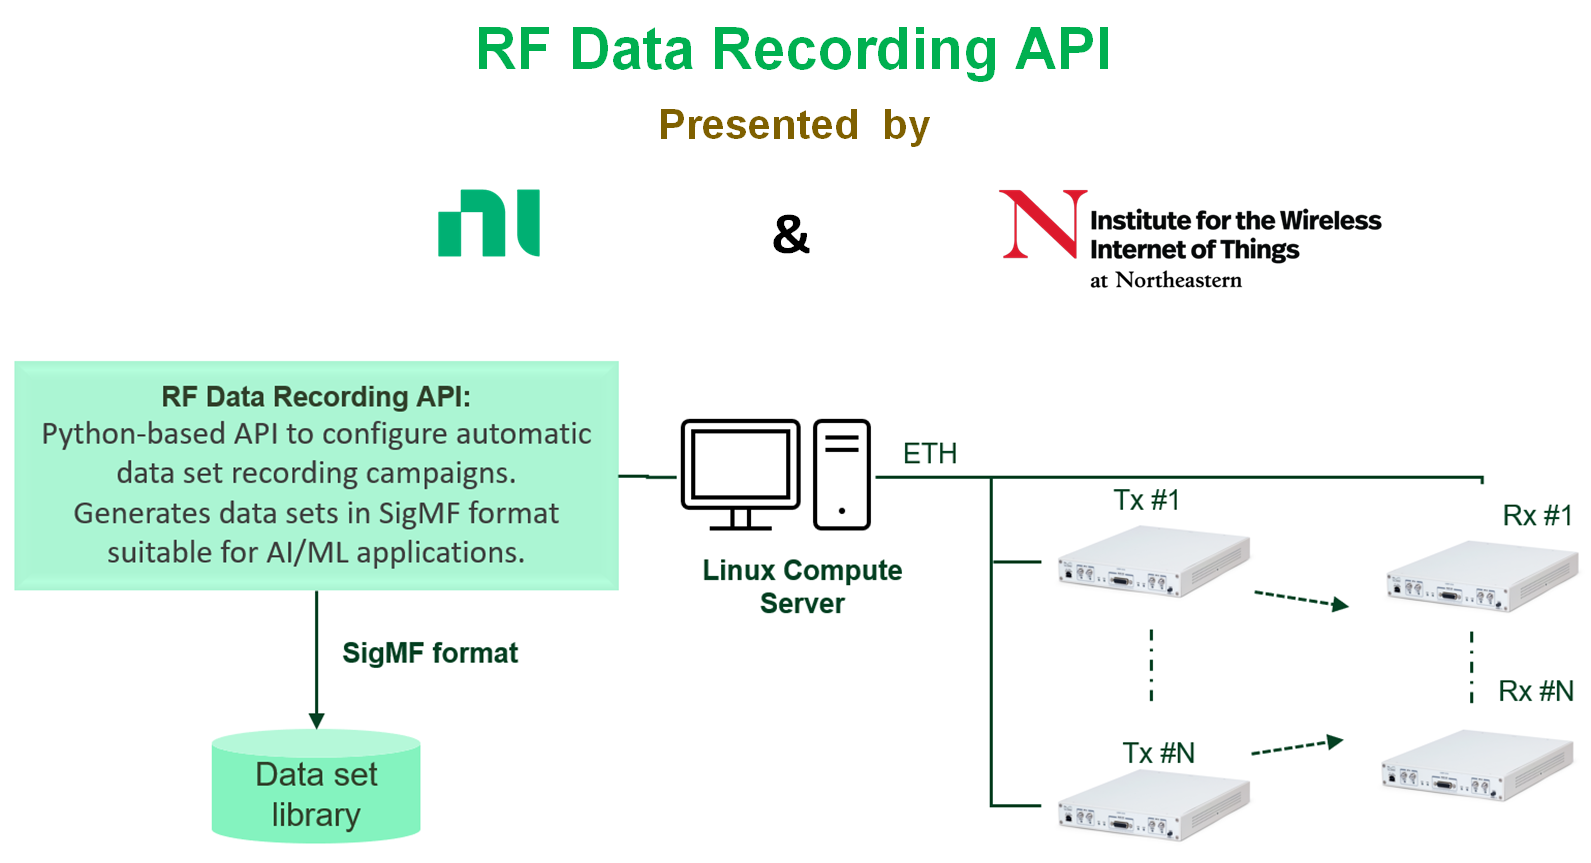 RF Data Recording API
Presented by
ni
&
N
Institute for the Wireless
Internet of Things
at Northeastern
RF Data Recording API:
Python-based API to configure automatic
data set recording campaigns.
Generates data sets in SigMF format
suitable for AI/ML applications.
ETH
Tx #1
Rx #1
Linux Compute
Server
SigMF format
Rx #N
Tx #N
Data set
library